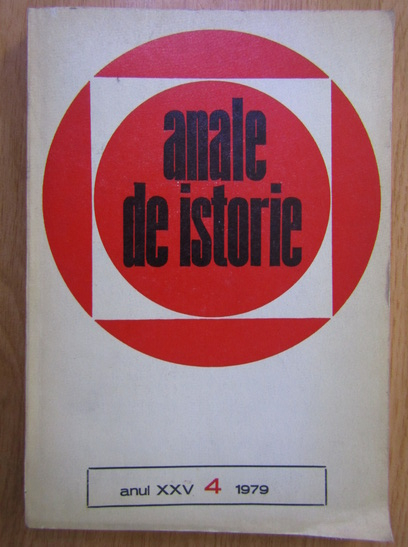 anale
de istorie
anul XXV 4 1979